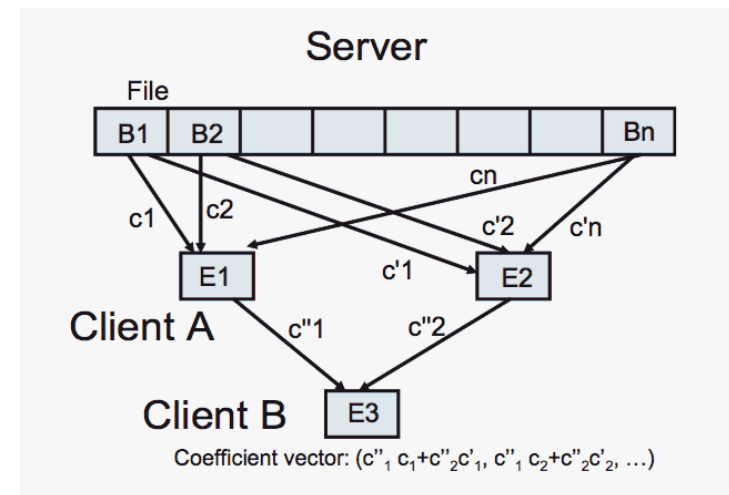 Server
File
B1 B2 Bn
cn
c1 c2 c'2 c'n
c'1
E1 E2
Client A c"1 c"2
Client B E3
Coefficient vector: (c”₁ c₁+c”₂c’₁, c”₁ c₂+c”₂c’₂, …)